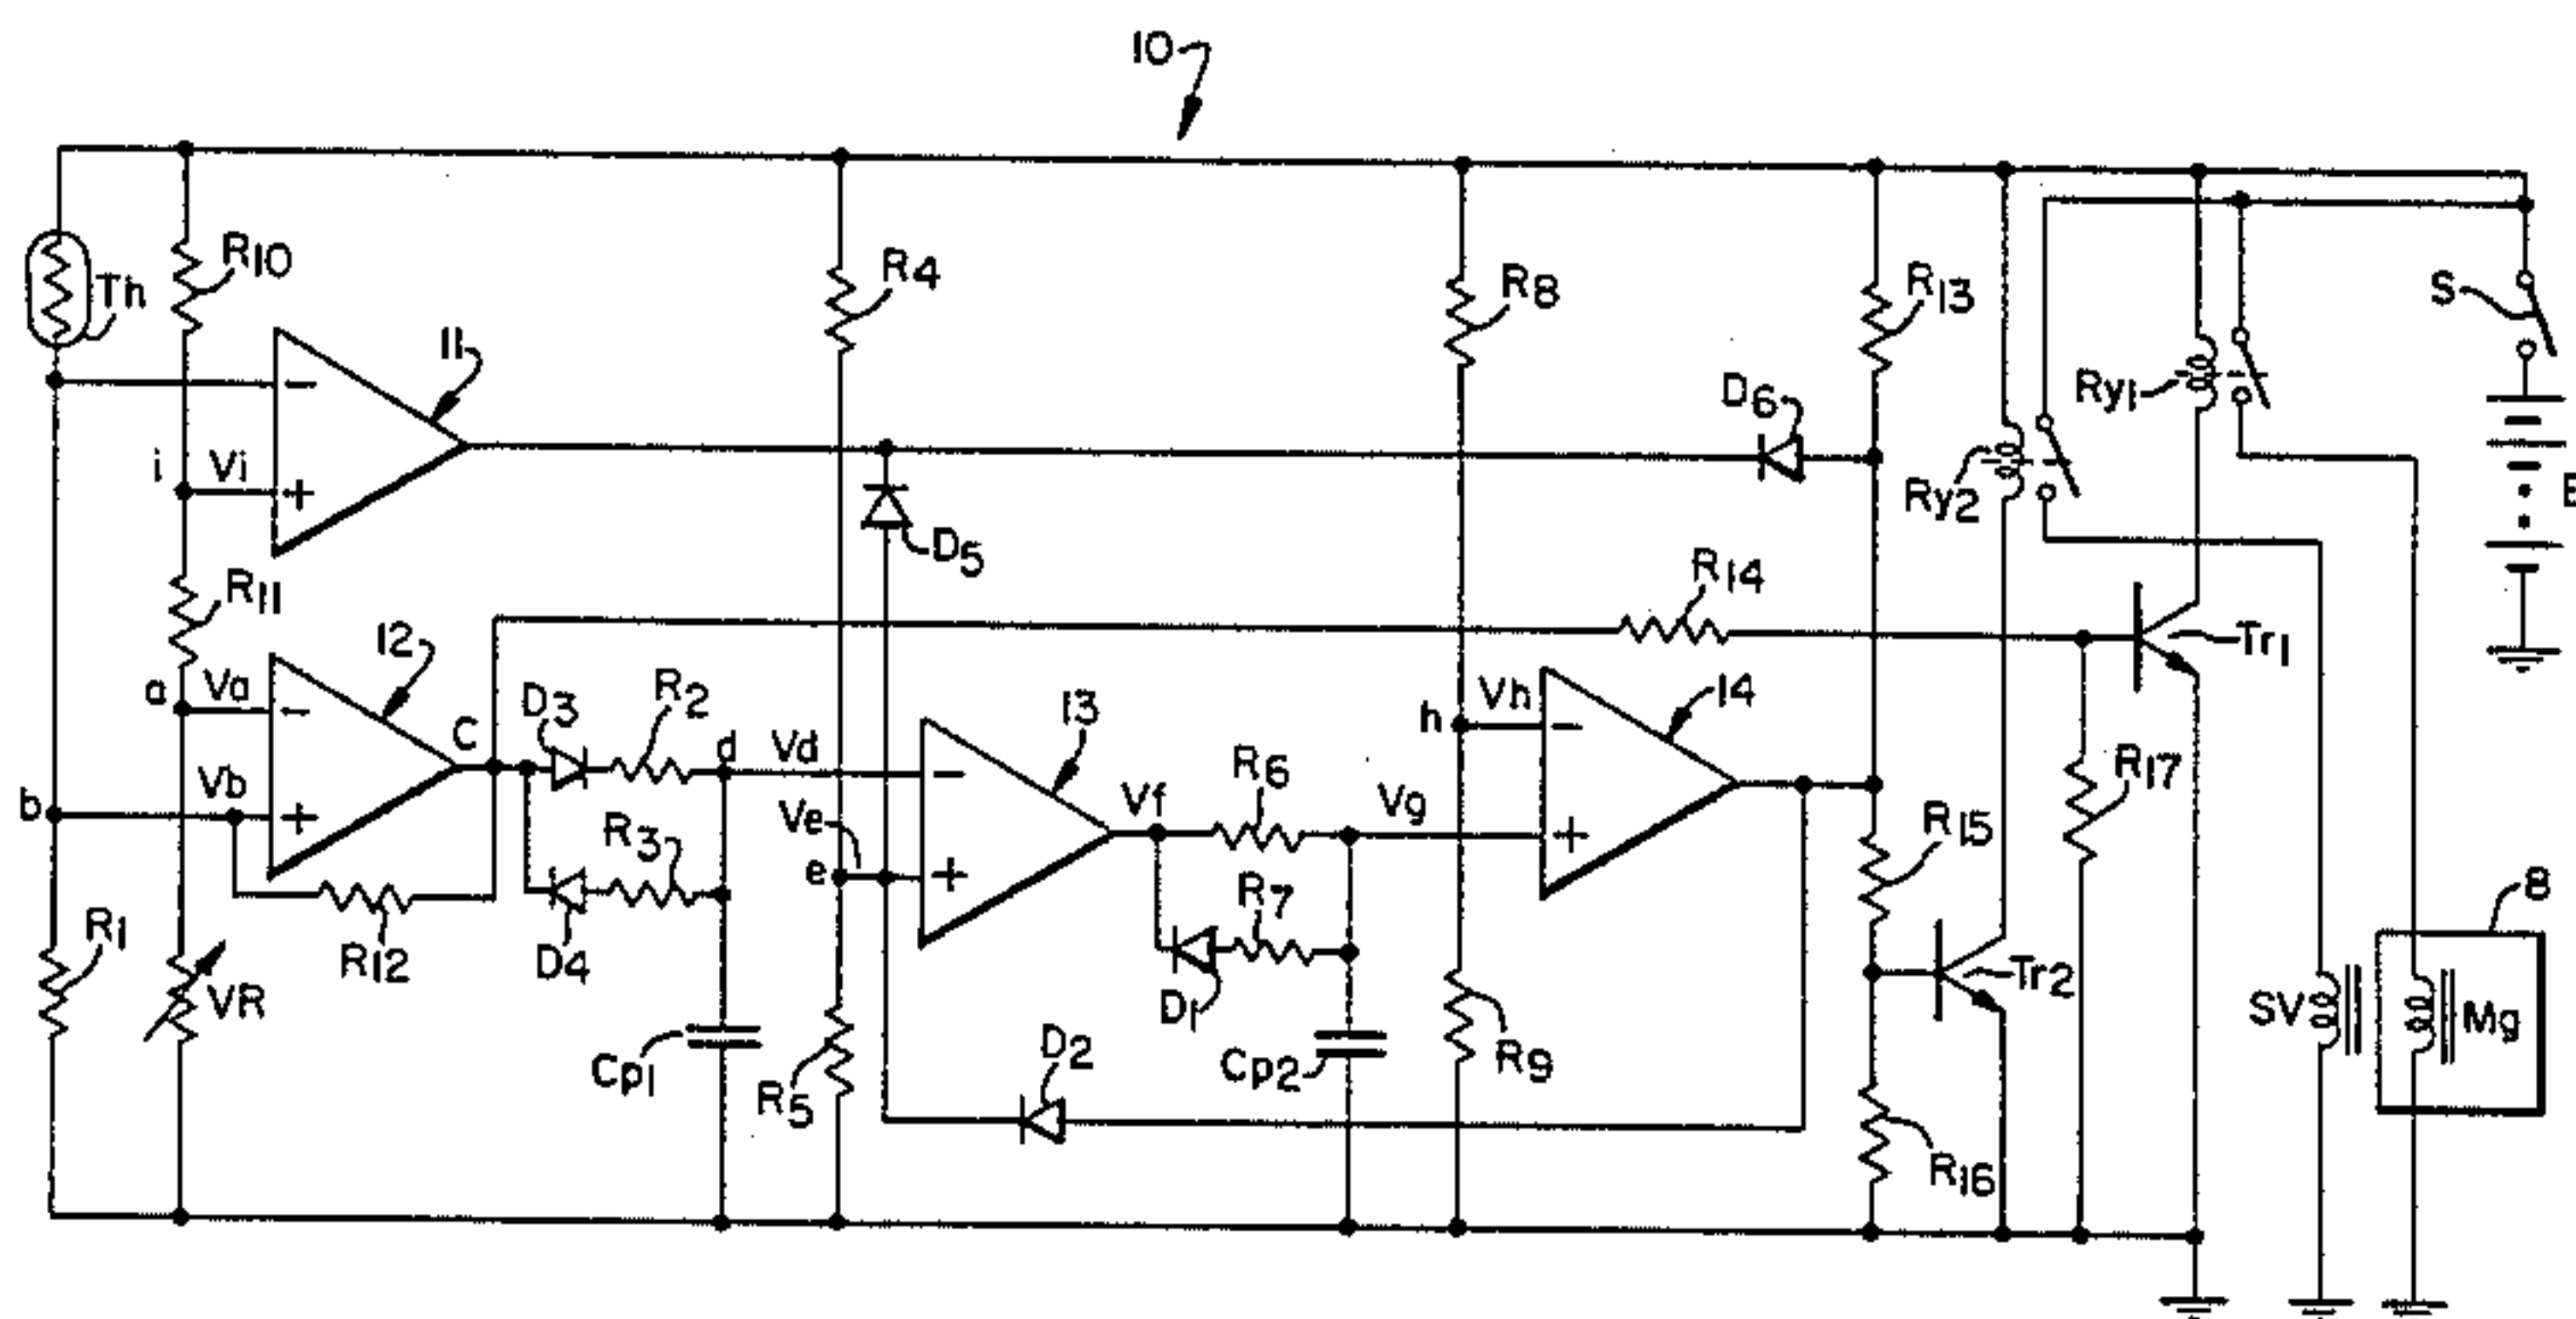 10
Th
R10
R4
R8
R13
S
11
D6
Ry1
i
Vi
Ry2
D5
E
R11
R14
12
Tr1
a
Va
D3
R2
13
Vh
14
C
d
Vd
h
R17
b
Vb
Vf
R6
Vg
R3
Ve
R15
e
R7
8
R1
R12
D4
Tr2
VR
D1
SV
Mg
Cp1
D2
Cp2
R9
R5
R16
− + − + − + − +